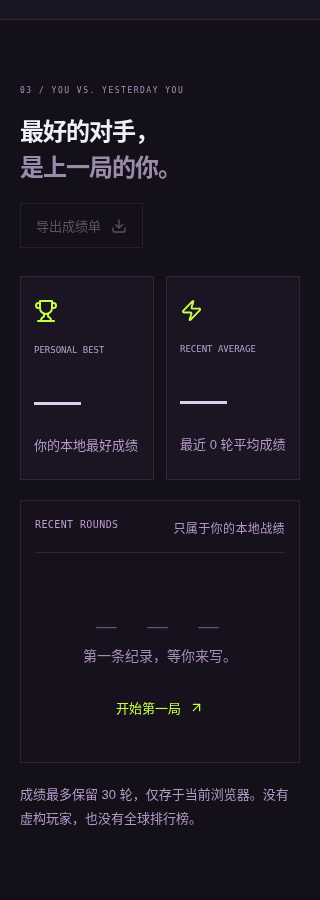 03 / YOU VS. YESTERDAY YOU
最好的对手，
是上一局的你。
导出成绩单
PERSONAL BEST
—
你的本地最好成绩
RECENT AVERAGE
—
最近 0 轮平均成绩
RECENT ROUNDS
只属于你的本地战绩
— — —
第一条纪录，等你来写。
开始第一局
成绩最多保留 30 轮，仅存于当前浏览器。没有
虚构玩家，也没有全球排行榜。